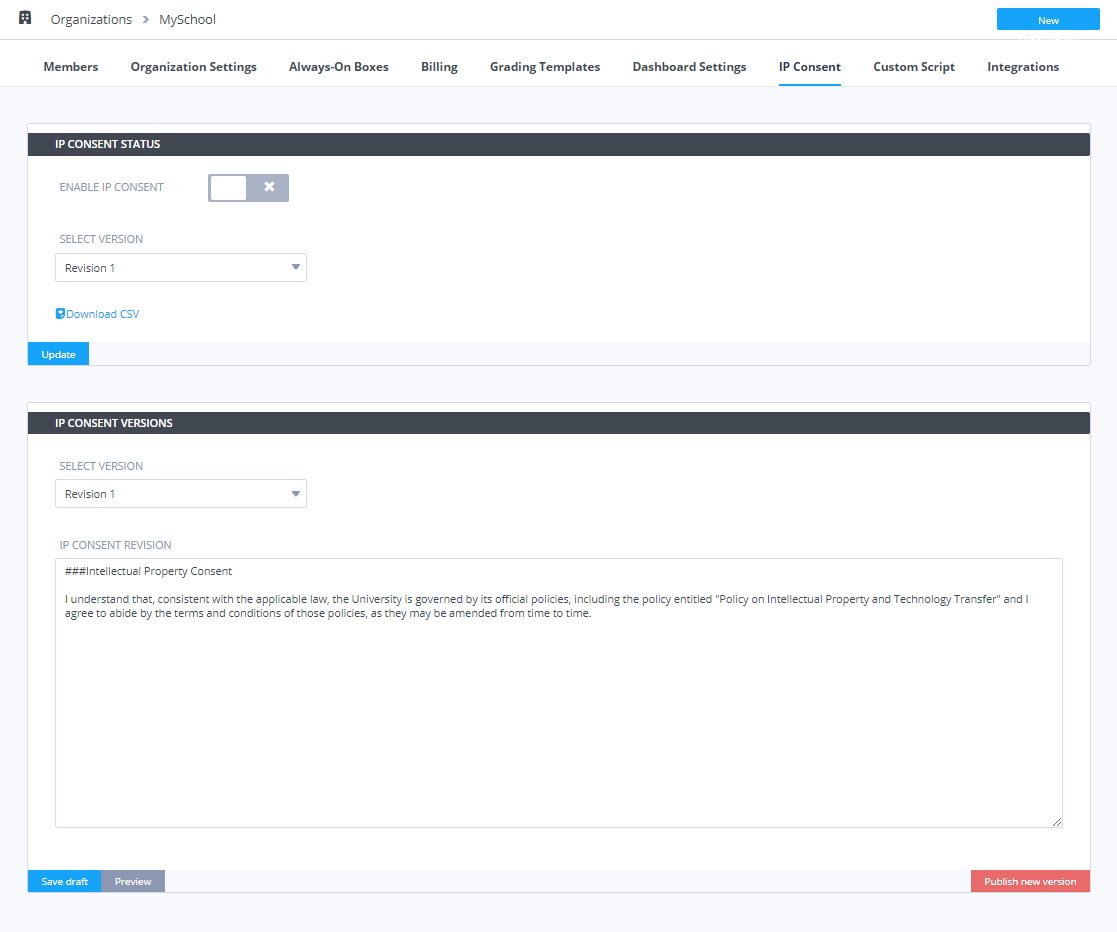 Organizations > MySchool
New
Members Organization Settings Always-On Boxes Billing Grading Templates Dashboard Settings IP Consent Custom Script Integrations
IP CONSENT STATUS
ENABLE IP CONSENT
SELECT VERSION
Revision 1
Download CSV
Update
IP CONSENT VERSIONS
SELECT VERSION
Revision 1
IP CONSENT REVISION
###Intellectual Property Consent
I understand that, consistent with the applicable law, the University is governed by its official policies, including the policy entitled "Policy on Intellectual Property and Technology Transfer" and I
agree to abide by the terms and conditions of those policies, as they may be amended from time to time.
Save draft Preview Publish new version